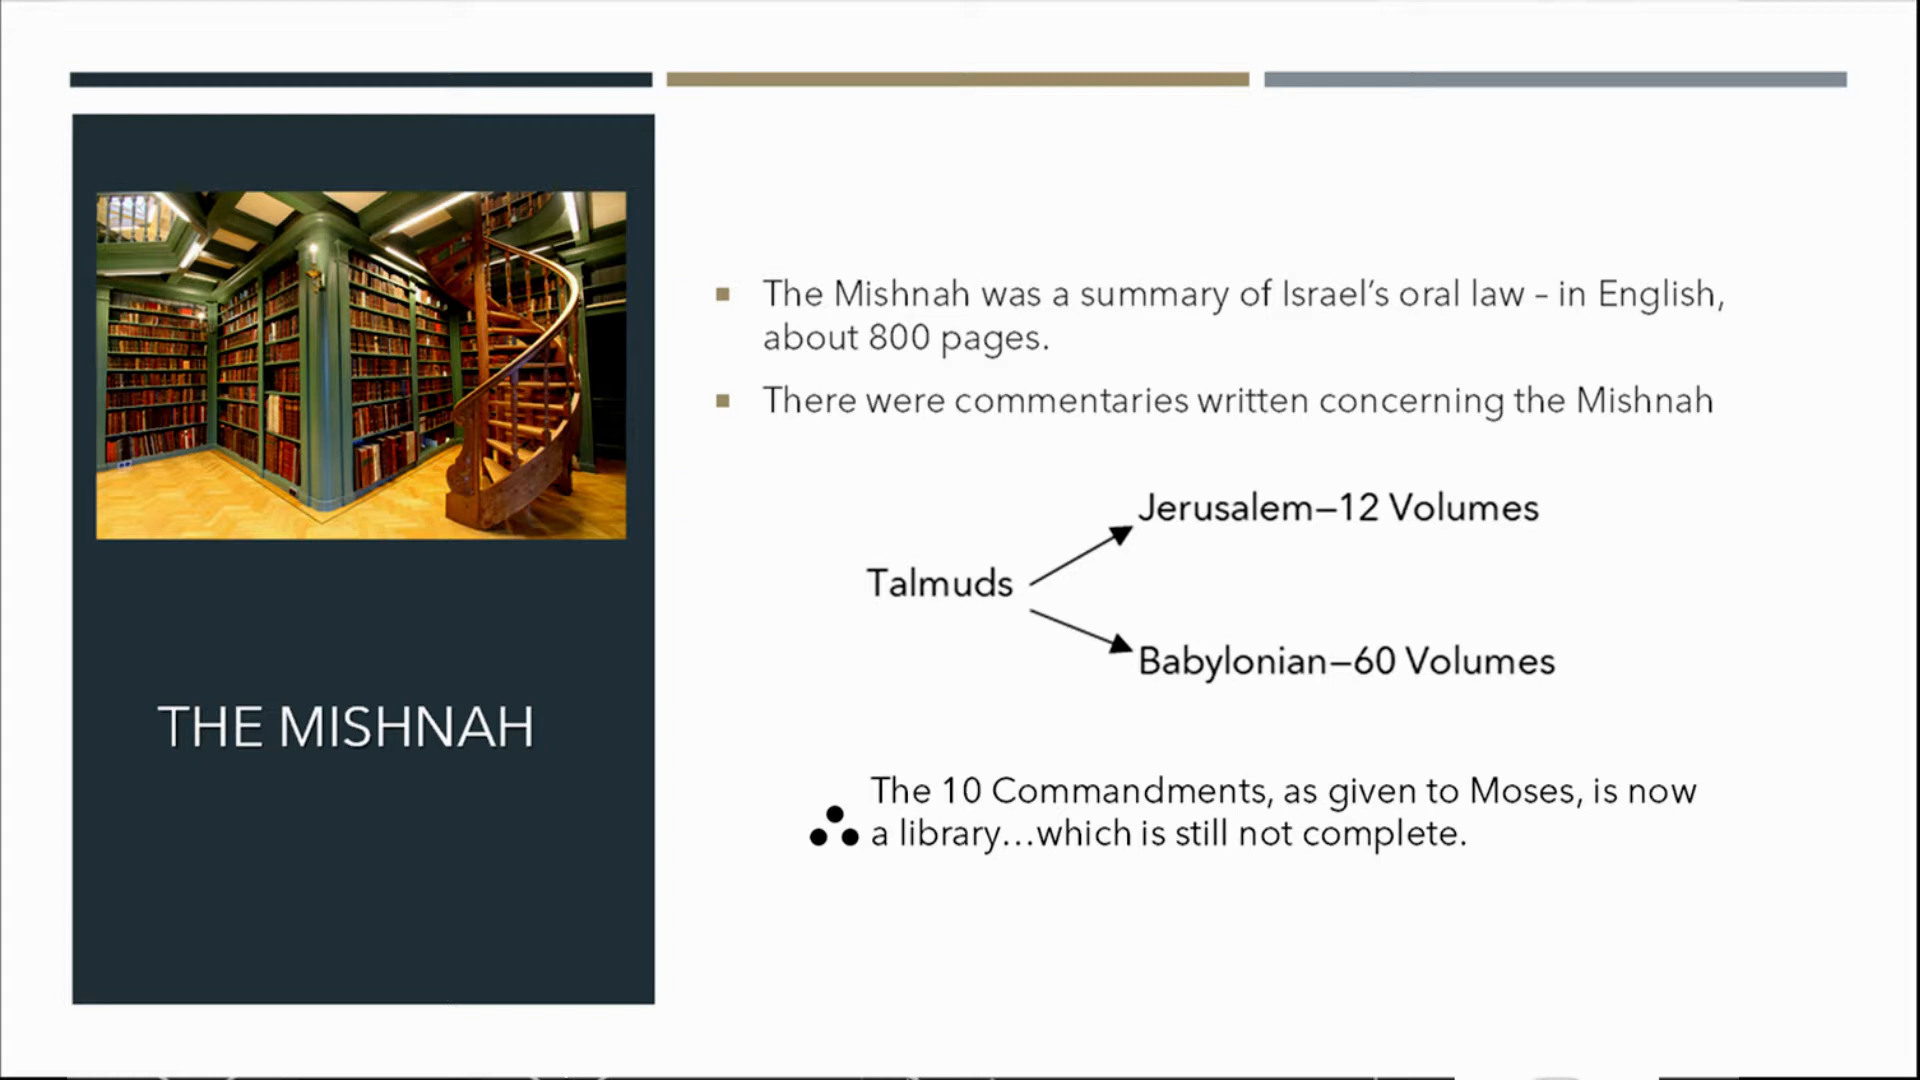 THE MISHNAH
The Mishnah was a summary of Israel’s oral law – in English,
about 800 pages.
There were commentaries written concerning the Mishnah
Jerusalem–12 Volumes
Talmuds
Babylonian–60 Volumes
The 10 Commandments, as given to Moses, is now
a library…which is still not complete.